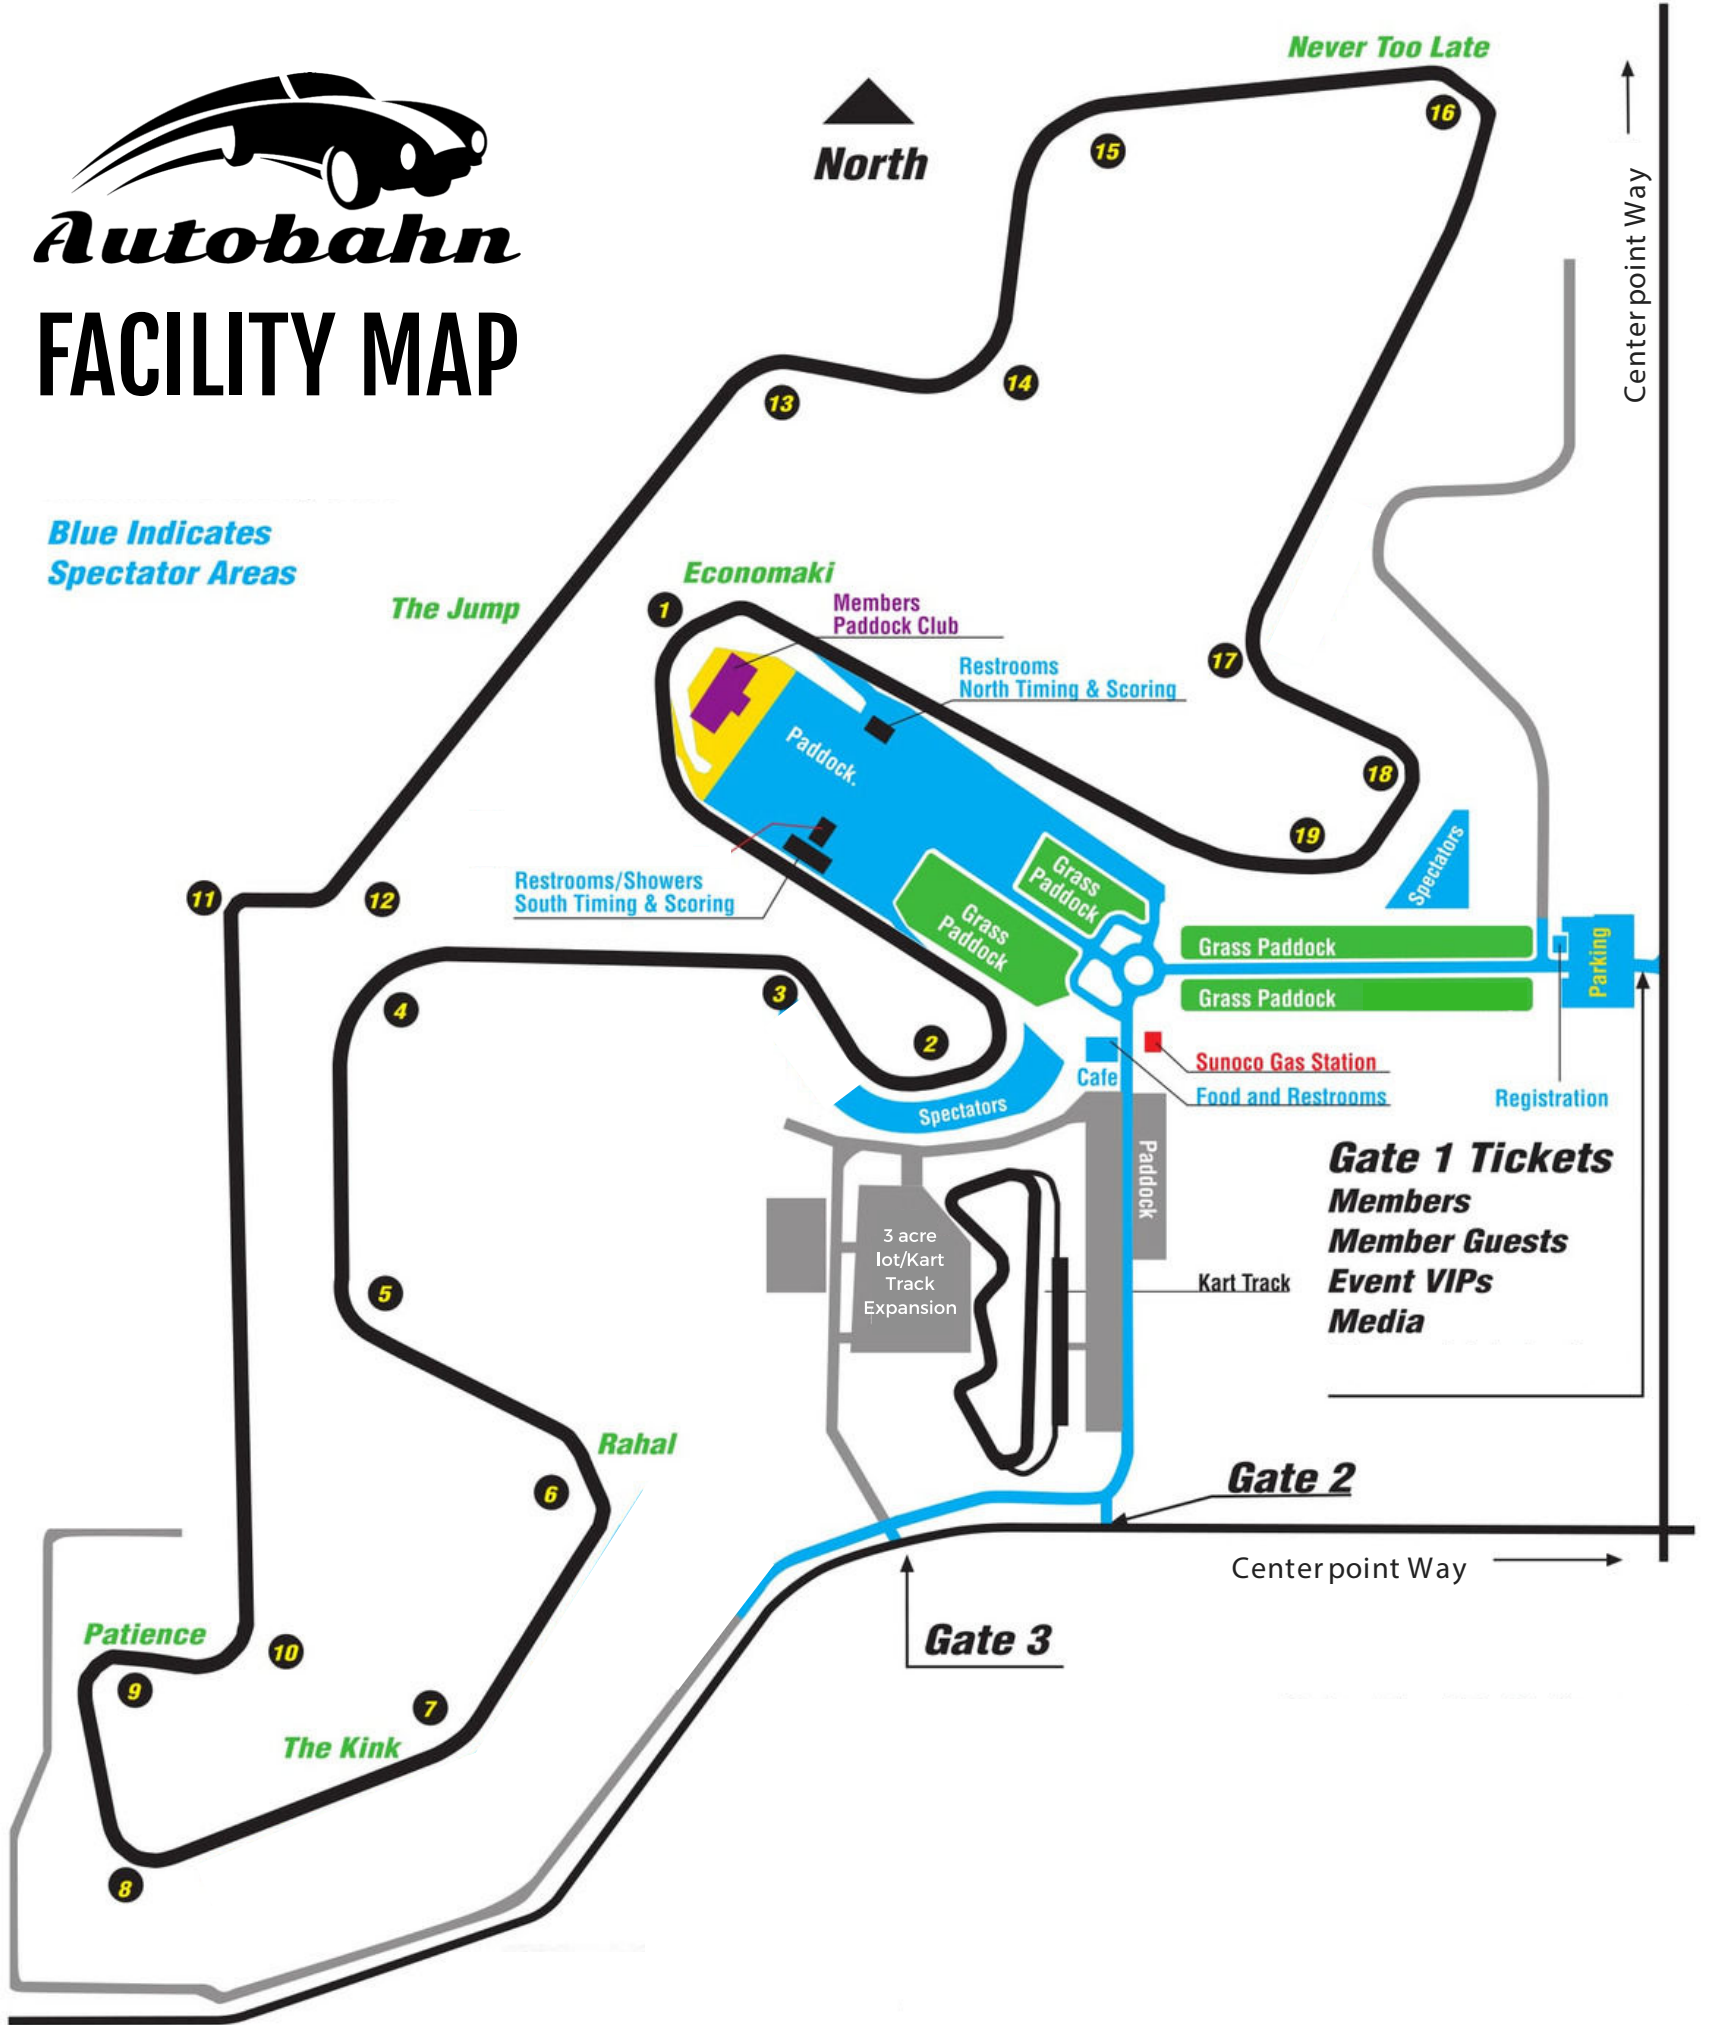 Never Too Late
16
15
North
Centerpoint Way
Autobahn
FACILITY MAP
14
13
Blue Indicates
Spectator Areas
The Jump
Economaki
1
Members
Paddock Club
Restrooms
North Timing & Scoring
17
Paddock.
18
19
Spectators
Restrooms/Showers
South Timing & Scoring
11
12
Grass
Paddock
Grass
Paddock
Grass Paddock
Grass Paddock
Parking
3
4
2
Cafe
Sunoco Gas Station
Food and Restrooms
Registration
Spectators
Paddock
Gate 1 Tickets
Members
Member Guests
Event VIPs
Media
3 acre
lot/Kart
Track
Expansion
Kart Track
5
Rahal
6
Gate 2
Centerpoint Way
Gate 3
Patience
10
9
7
The Kink
8